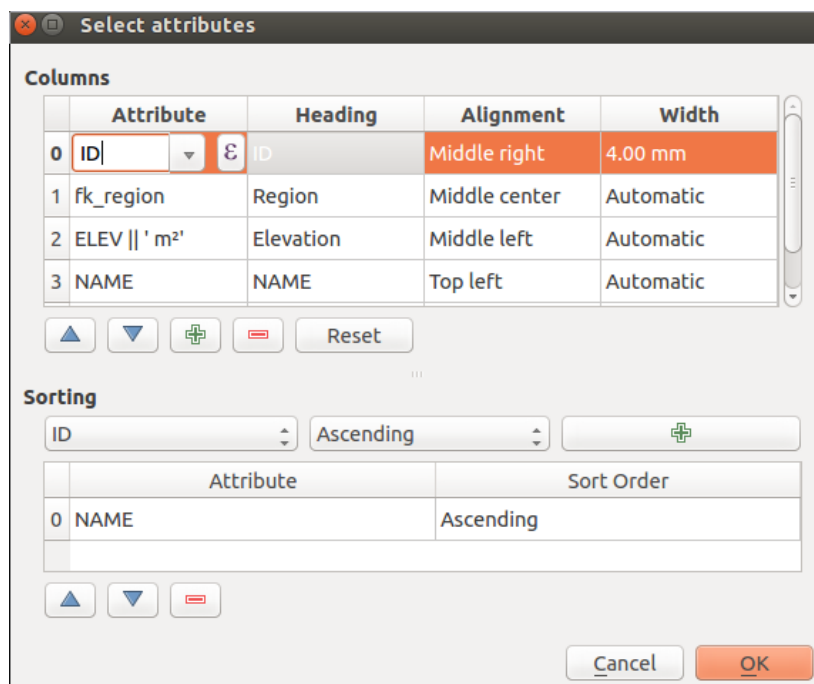 Select attributes
Columns
Attribute Heading Alignment Width
0 ID ε ID Middle right 4.00 mm
1 fk_region Region Middle center Automatic
2 ELEV || ' m²' Elevation Middle left Automatic
3 NAME NAME Top left Automatic
Reset
Sorting
ID Ascending
Attribute Sort Order
0 NAME Ascending
Cancel OK